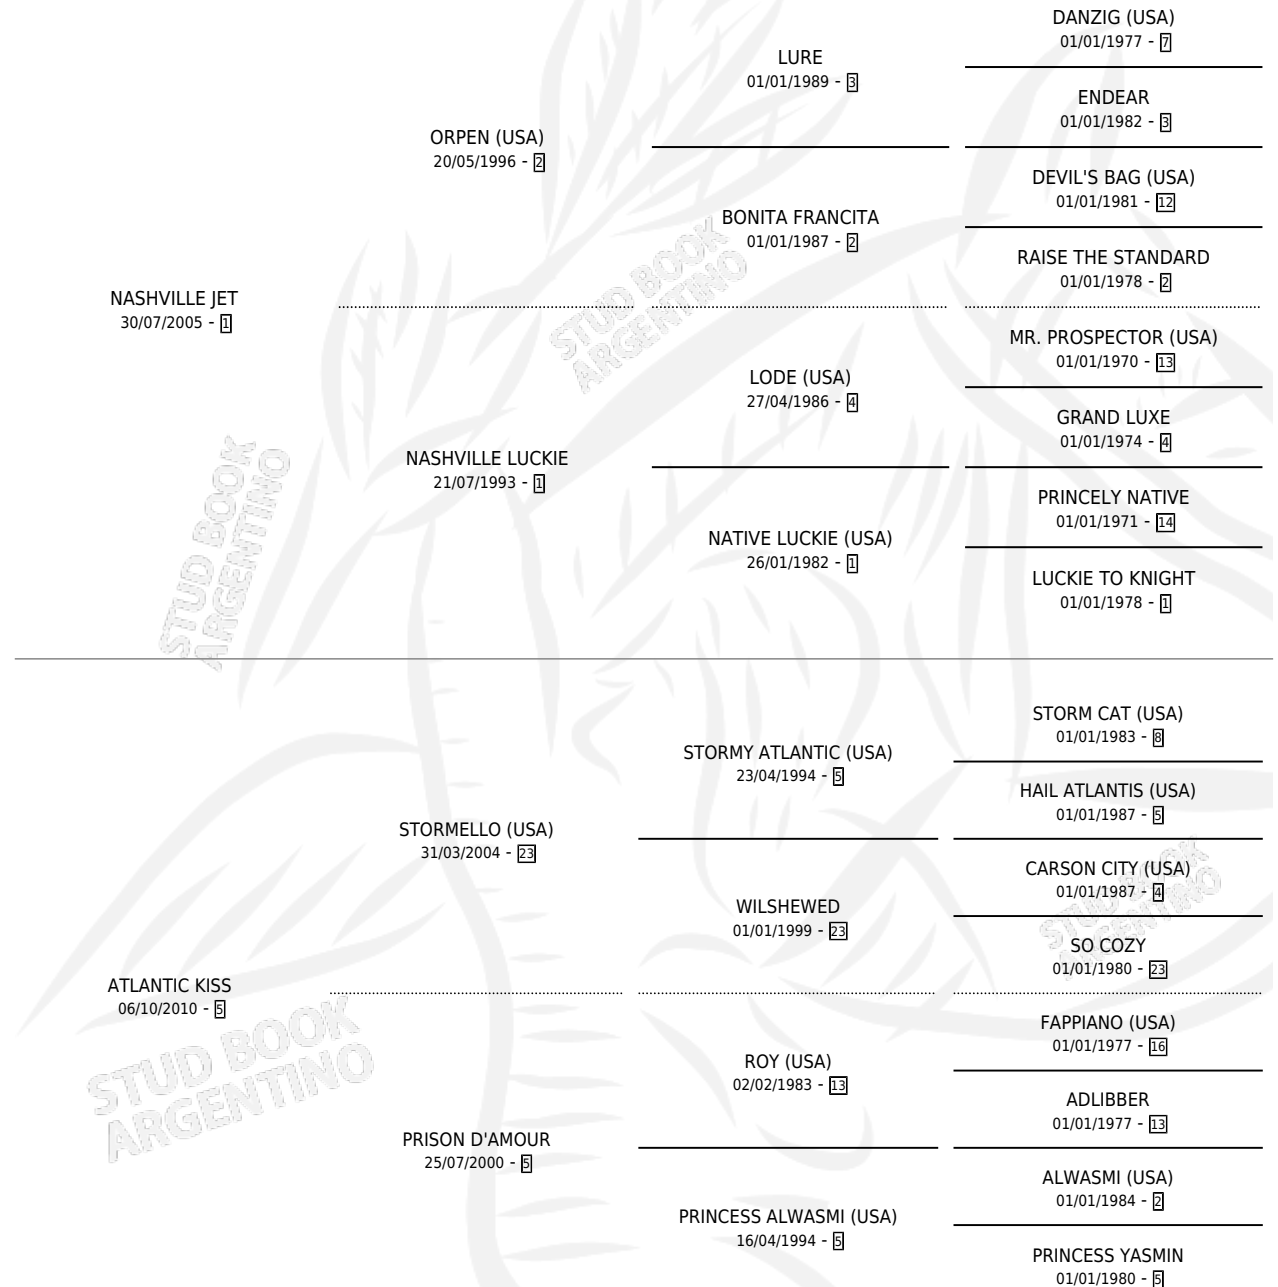 DANZIG (USA)
01/01/1977 - 7
LURE
01/01/1989 - 3
ENDEAR
01/01/1982 - 3
ORPEN (USA)
20/05/1996 - 2
DEVIL'S BAG (USA)
01/01/1981 - 12
BONITA FRANCITA
01/01/1987 - 2
RAISE THE STANDARD
01/01/1978 - 2
NASHVILLE JET
30/07/2005 - 1
MR. PROSPECTOR (USA)
01/01/1970 - 13
LODE (USA)
27/04/1986 - 4
GRAND LUXE
01/01/1974 - 4
NASHVILLE LUCKIE
21/07/1993 - 1
PRINCELY NATIVE
01/01/1971 - 14
NATIVE LUCKIE (USA)
26/01/1982 - 1
LUCKIE TO KNIGHT
01/01/1978 - 1
STORM CAT (USA)
01/01/1983 - 8
STORMY ATLANTIC (USA)
23/04/1994 - 5
HAIL ATLANTIS (USA)
01/01/1987 - 5
STORMELLO (USA)
31/03/2004 - 23
CARSON CITY (USA)
01/01/1987 - 4
WILSHEWED
01/01/1999 - 23
SO COZY
01/01/1980 - 23
ATLANTIC KISS
06/10/2010 - 5
FAPPIANO (USA)
01/01/1977 - 16
ROY (USA)
02/02/1983 - 13
ADLIBBER
01/01/1977 - 13
PRISON D'AMOUR
25/07/2000 - 5
ALWASMI (USA)
01/01/1984 - 2
PRINCESS ALWASMI (USA)
16/04/1994 - 5
PRINCESS YASMIN
01/01/1980 - 5
STUD BOOK
ARGENTINO
STUD BOOK
ARGENTINO
STUD BOOK
ARGENTINO
STUD BOOK
ARGENTINO